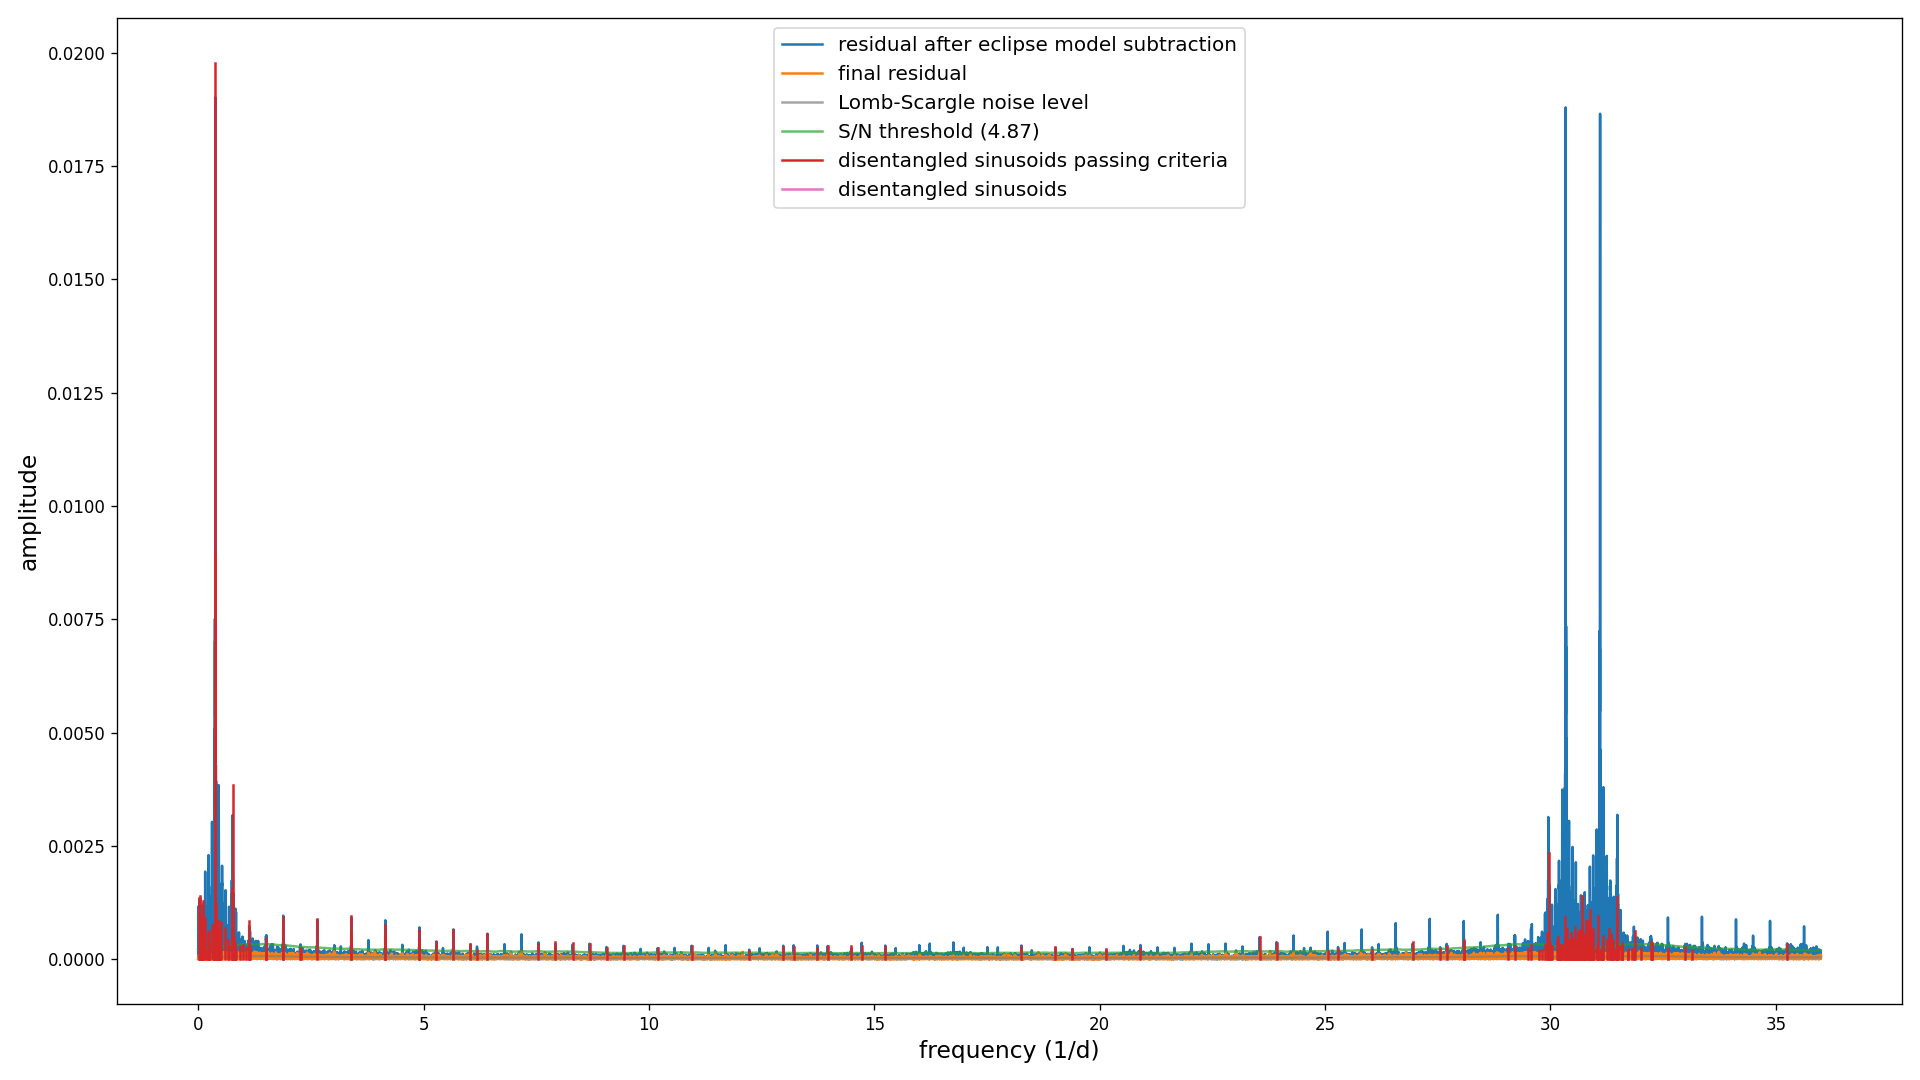 residual after eclipse model subtraction
final residual
Lomb-Scargle noise level
S/N threshold (4.87)
disentangled sinusoids passing criteria
disentangled sinusoids
0.0200
0.0175
0.0150
0.0125
0.0100
0.0075
0.0050
0.0025
0.0000
amplitude
0 5 10 15 20 25 30 35
frequency (1/d)